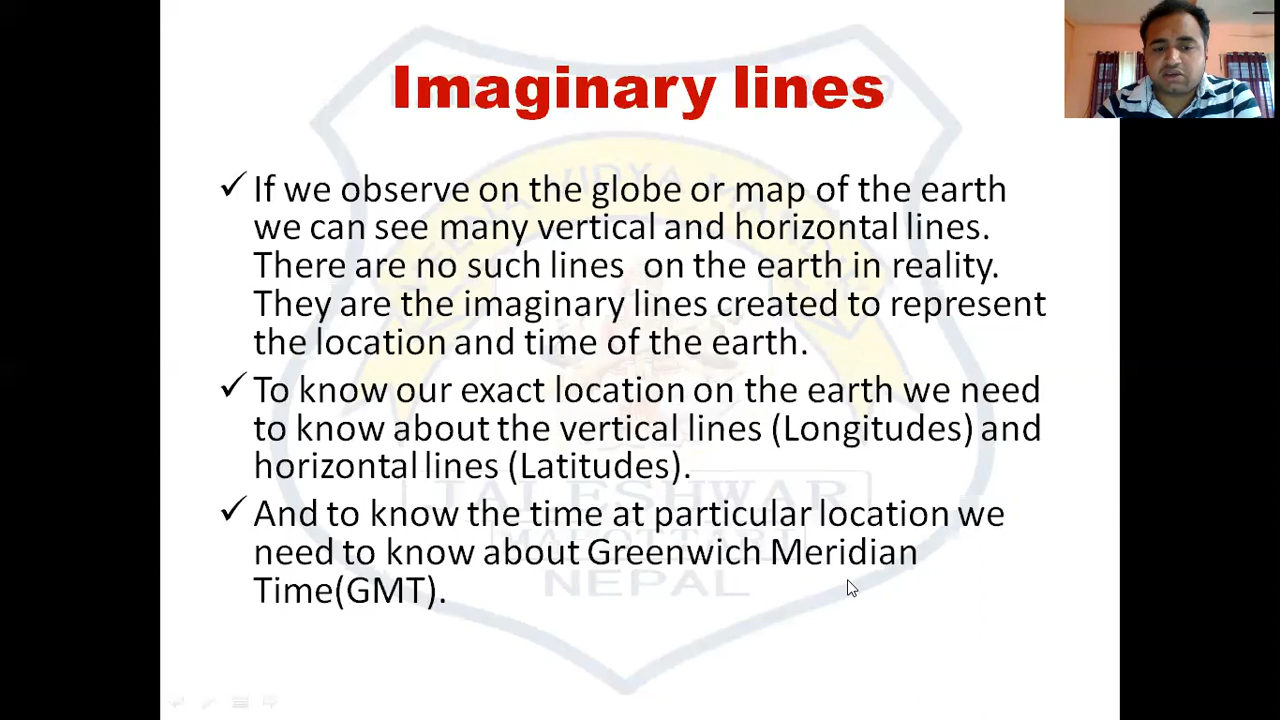 Imaginary lines
✓ If we observe on the globe or map of the earth
we can see many vertical and horizontal lines.
There are no such lines on the earth in reality.
They are the imaginary lines created to represent
the location and time of the earth.
✓ To know our exact location on the earth we need
to know about the vertical lines (Longitudes) and
horizontal lines (Latitudes).
✓ And to know the time at particular location we
need to know about Greenwich Meridian
Time(GMT).
VIDYA
TALESHWAR
MAHOTTARI
NEPAL